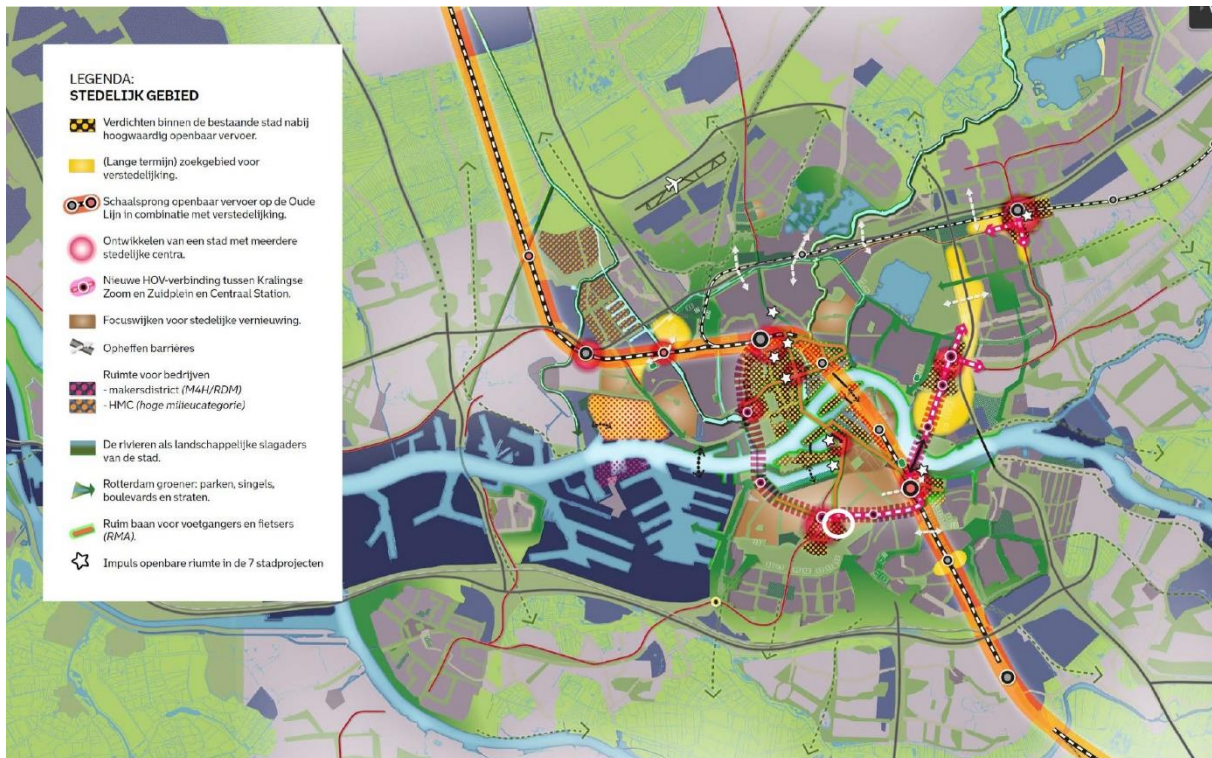 LEGENDA:
STEDELIJK GEBIED
Verdichten binnen de bestaande stad nabij
hoogwaardig openbaar vervoer.
(Lange termijn) zoekgebied voor
verstedelijking.
Schaalsprong openbaar vervoer op de Oude
Lijn in combinatie met verstedelijking.
Ontwikkelen van een stad met meerdere
stedelijke centra.
Nieuwe HOV-verbinding tussen Kralingse
Zoom en Zuidplein en Centraal Station.
Focuswijken voor stedelijke vernieuwing.
Opheffen barrières
Ruimte voor bedrijven
- makersdistrict (M4H/RDM)
- HMC (hoge milieucategorie)
De rivieren als landschappelijke slagaders
van de stad.
Rotterdam groener: parken, singels,
boulevards en straten.
Ruim baan voor voetgangers en fietsers
(RMA).
Impuls openbare riumte in de 7 stadprojecten